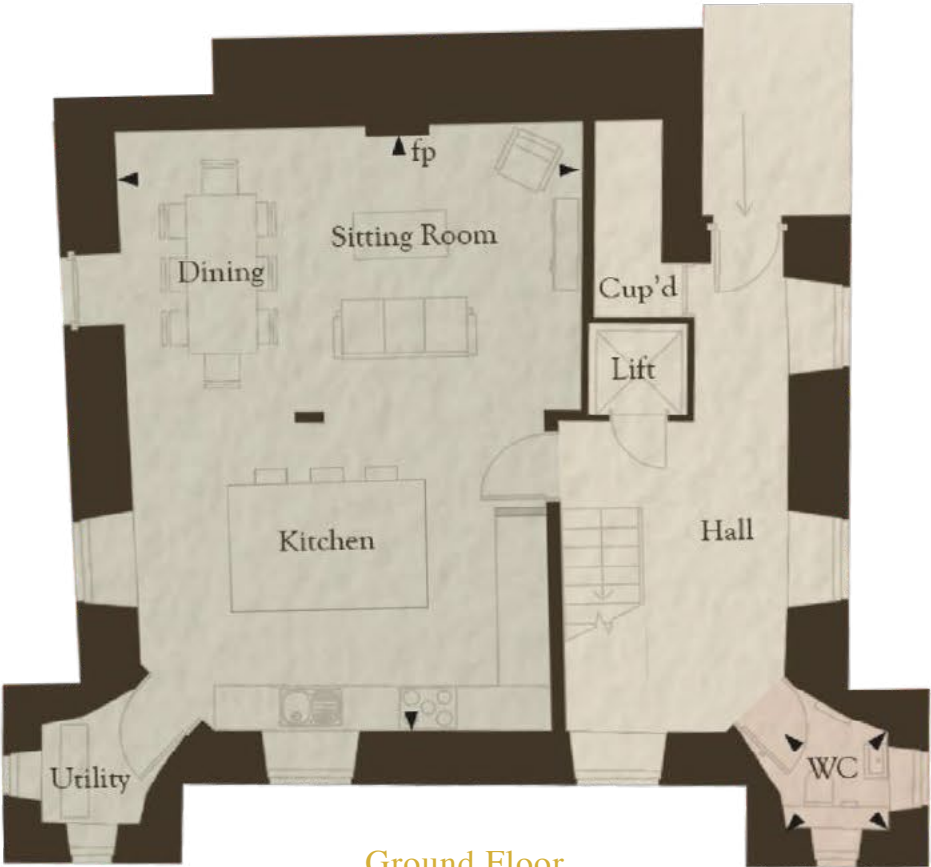 fp
Sitting Room
Dining
Cup'd
Lift
Hall
Kitchen
Utility
WC
Ground Floor